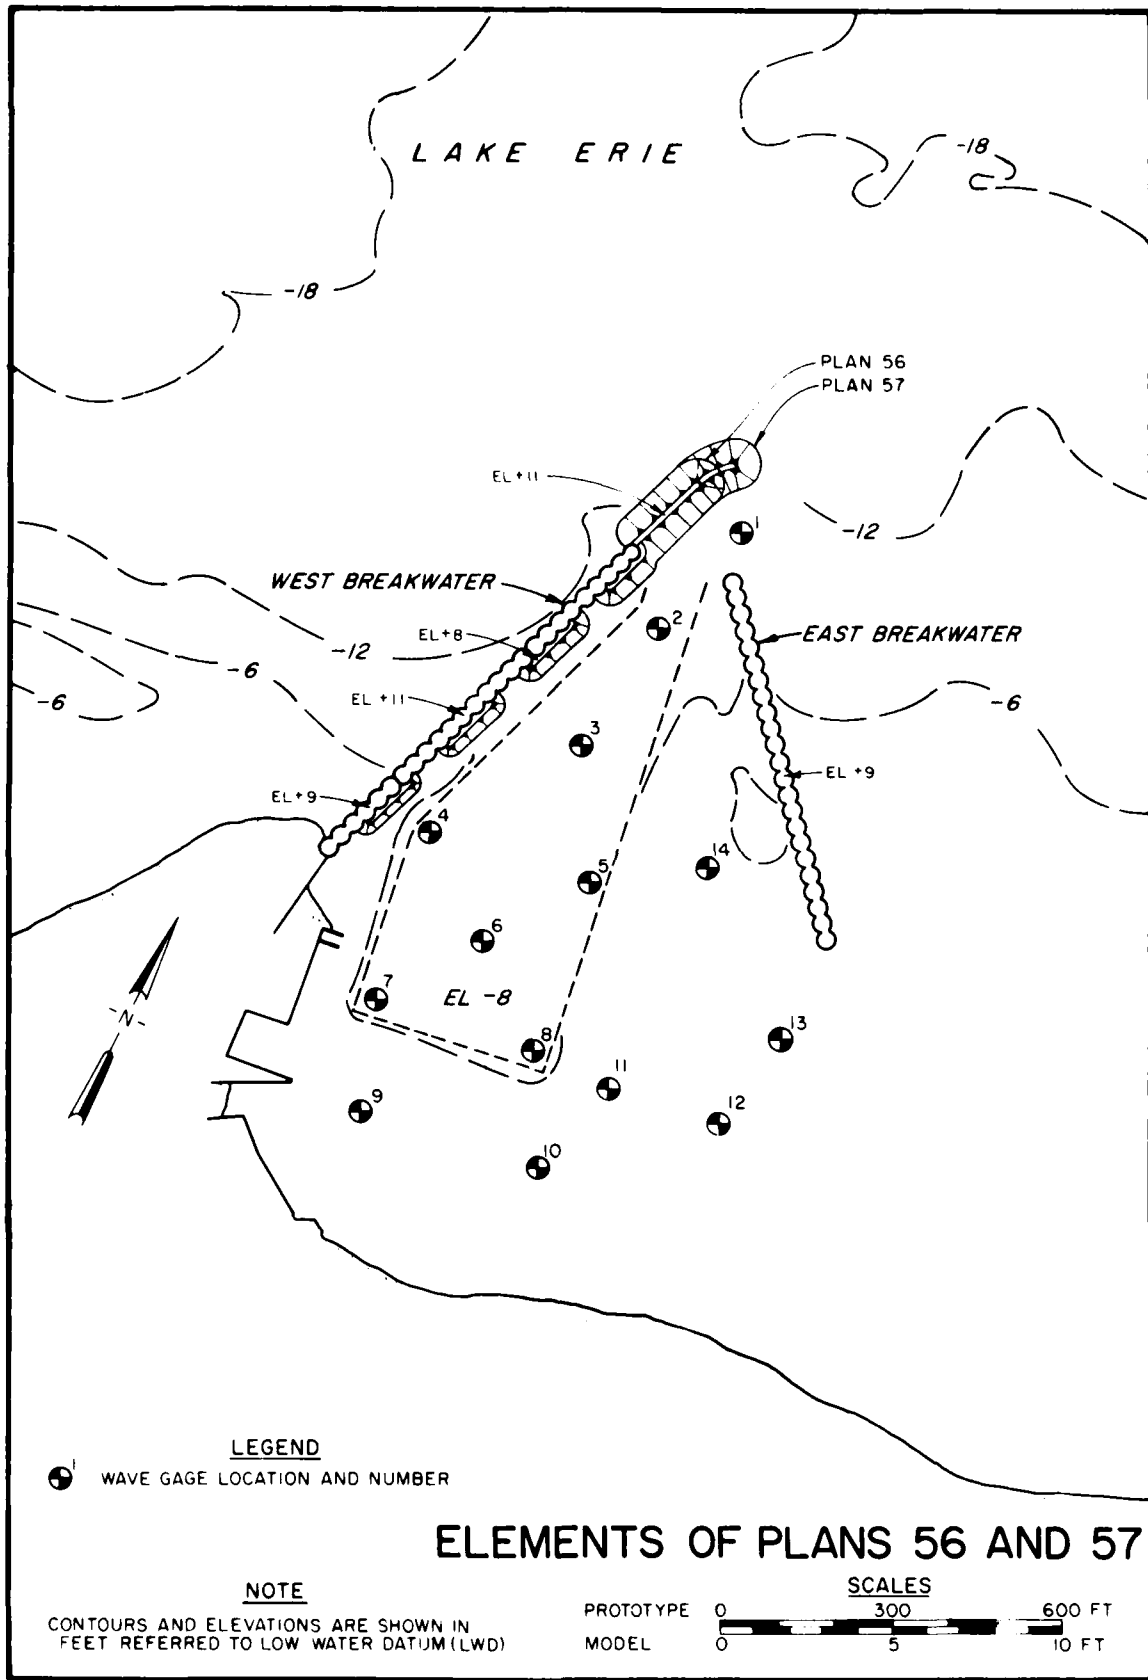 LAKE ERIE
-18
-18
PLAN 56
PLAN 57
EL +11
-12
1
WEST BREAKWATER
2
EL+8
EAST BREAKWATER
-12
-6
-6
EL +11
-6
3
EL+9
EL +9
4
14
5
6
EL -8
7
-N-
8
13
11
9
12
10
LEGEND
1 WAVE GAGE LOCATION AND NUMBER
ELEMENTS OF PLANS 56 AND 57
NOTE
CONTOURS AND ELEVATIONS ARE SHOWN IN
FEET REFERRED TO LOW WATER DATUM (LWD)
SCALES
PROTOTYPE 0 300 600 FT
MODEL 0 5 10 FT